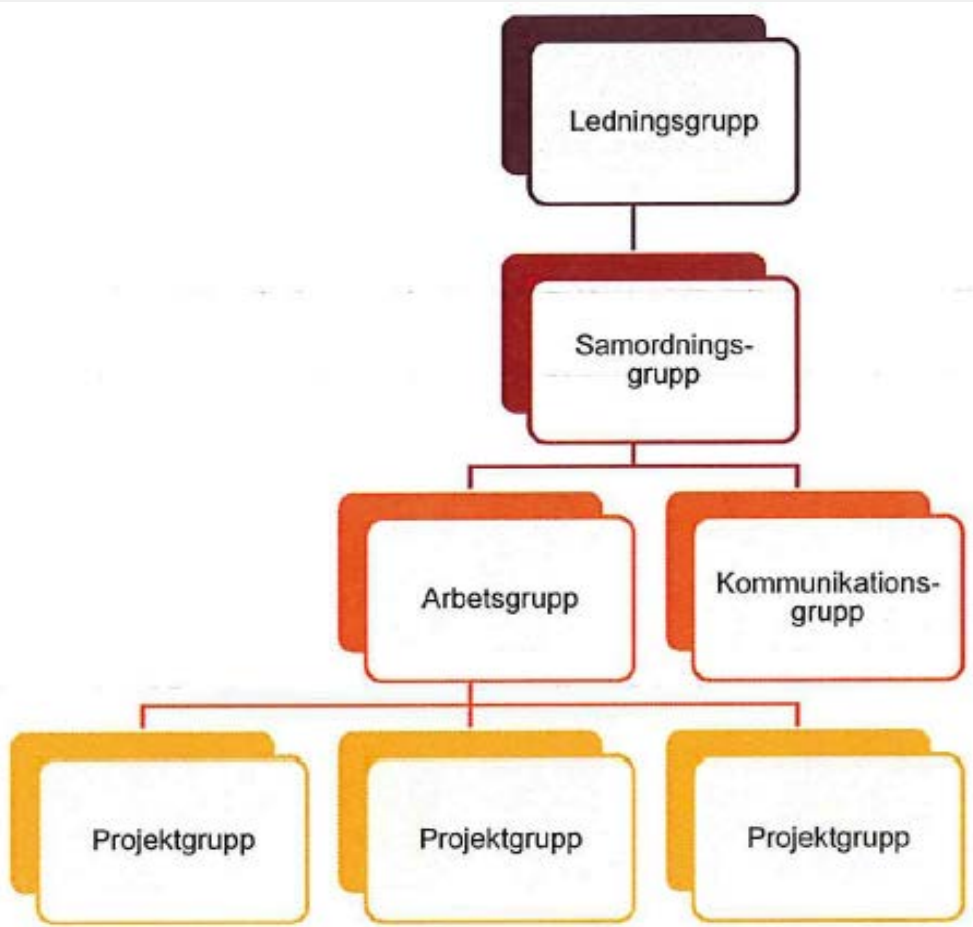 Ledningsgrupp
Samordnings-
grupp
Arbetsgrupp
Kommunikations-
grupp
Projektgrupp
Projektgrupp
Projektgrupp